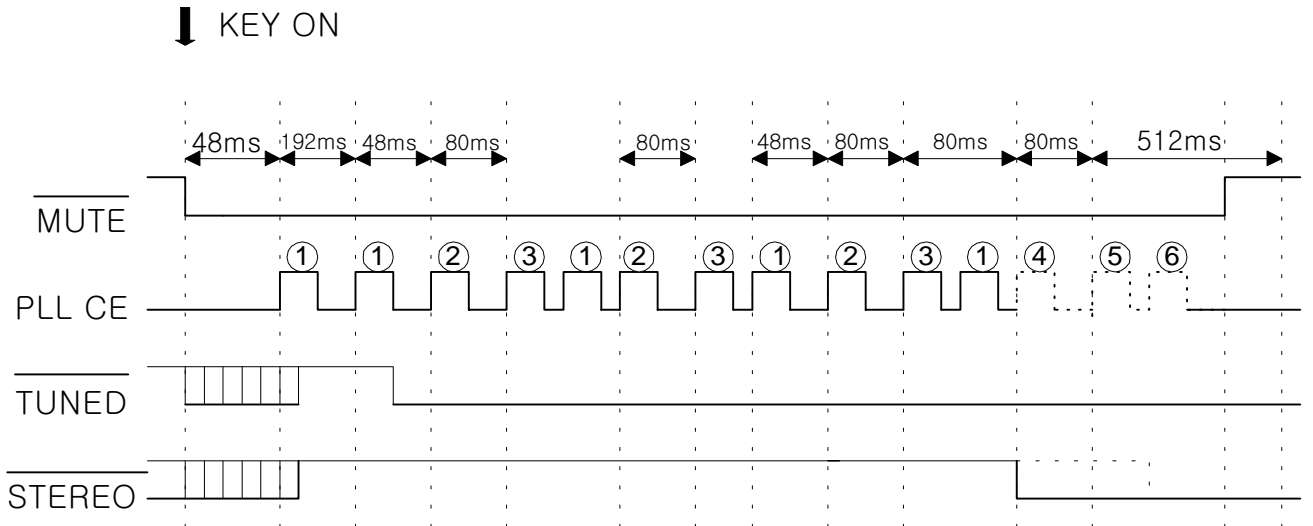 KEY ON
48ms 192ms 48ms 80ms 80ms 48ms 80ms 80ms 80ms 512ms
MUTE
① ① ② ③ ① ② ③ ① ② ③ ① ④ ⑤ ⑥
PLL CE
TUNED
STEREO